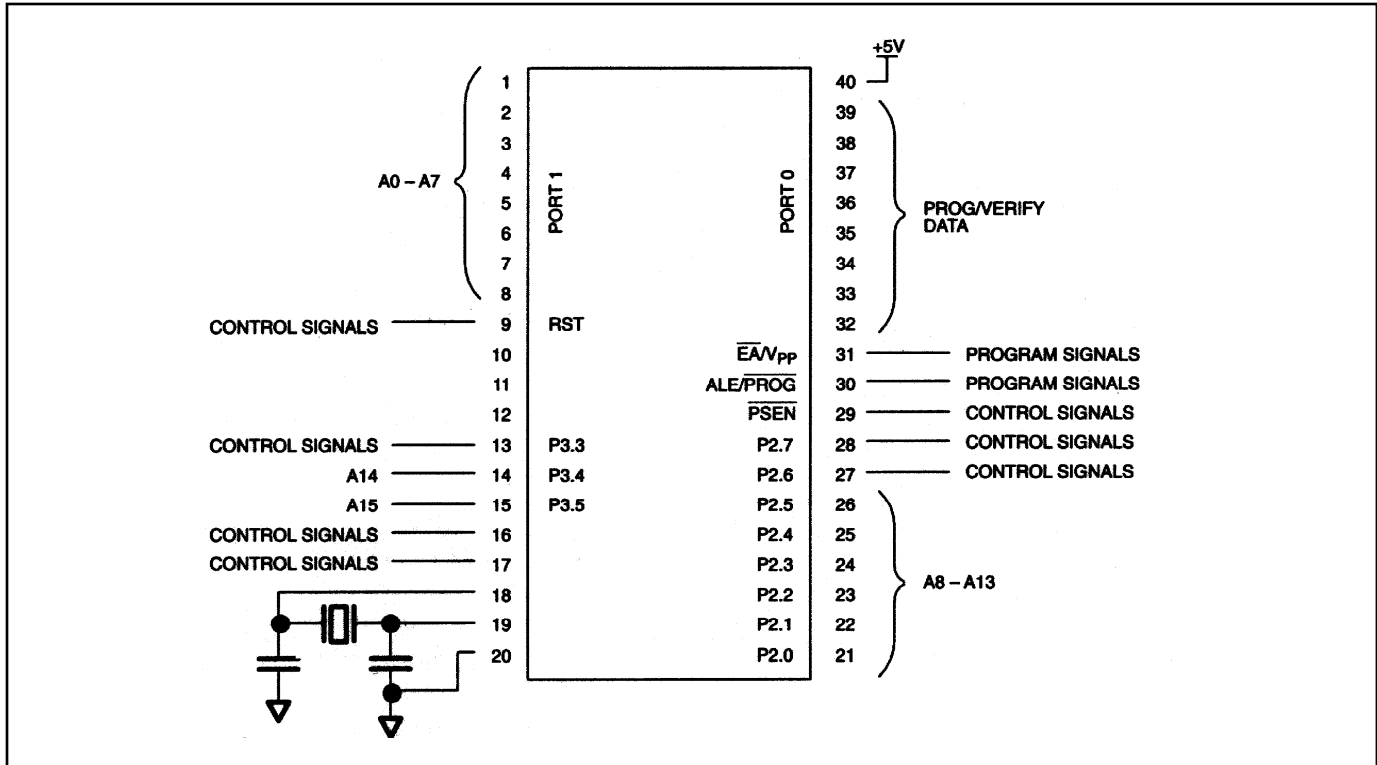 +5V
1
2
3
4
5
6
7
8
A0 – A7
PORT 1
CONTROL SIGNALS 9 RST
10
11
12
CONTROL SIGNALS 13 P3.3
A14 14 P3.4
A15 15 P3.5
CONTROL SIGNALS 16
CONTROL SIGNALS 17
18
19
20
40
39
38
37
36
35
34
33
32
PORT 0
PROG/VERIFY
DATA
EA/VPP 31 PROGRAM SIGNALS
ALE/PROG 30 PROGRAM SIGNALS
PSEN 29 CONTROL SIGNALS
P2.7 28 CONTROL SIGNALS
P2.6 27 CONTROL SIGNALS
P2.5 26
P2.4 25
P2.3 24
P2.2 23
P2.1 22
P2.0 21
A8 – A13